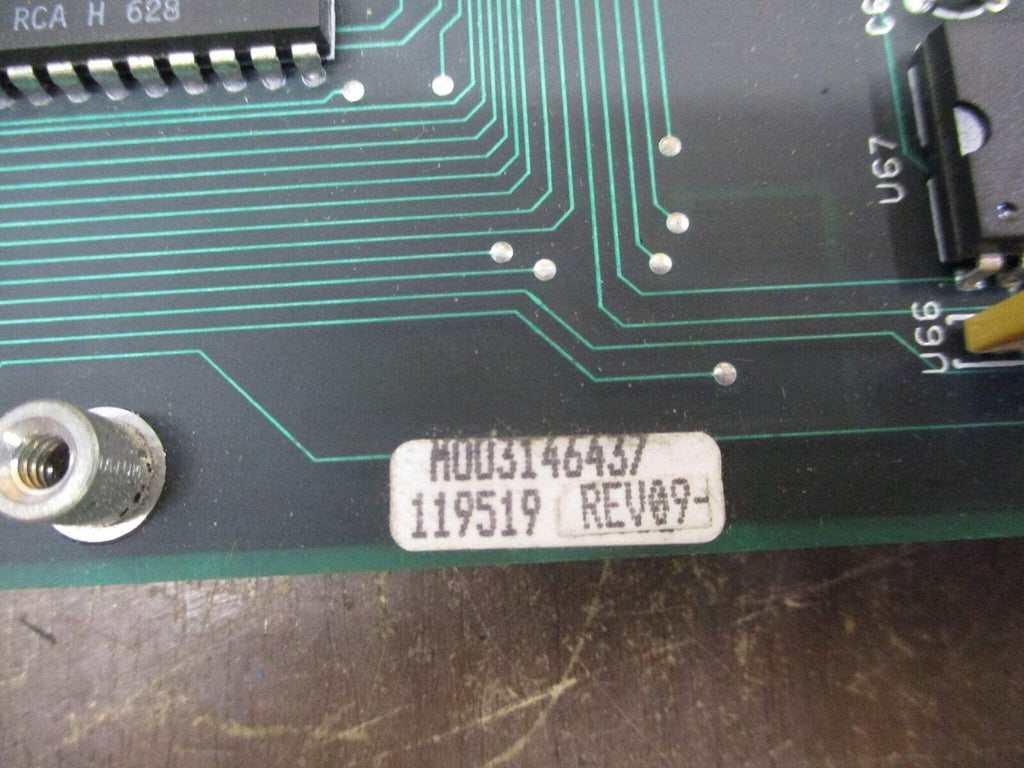 RCA H 628
C6
U67
U66
M003146437
119519 REV09-